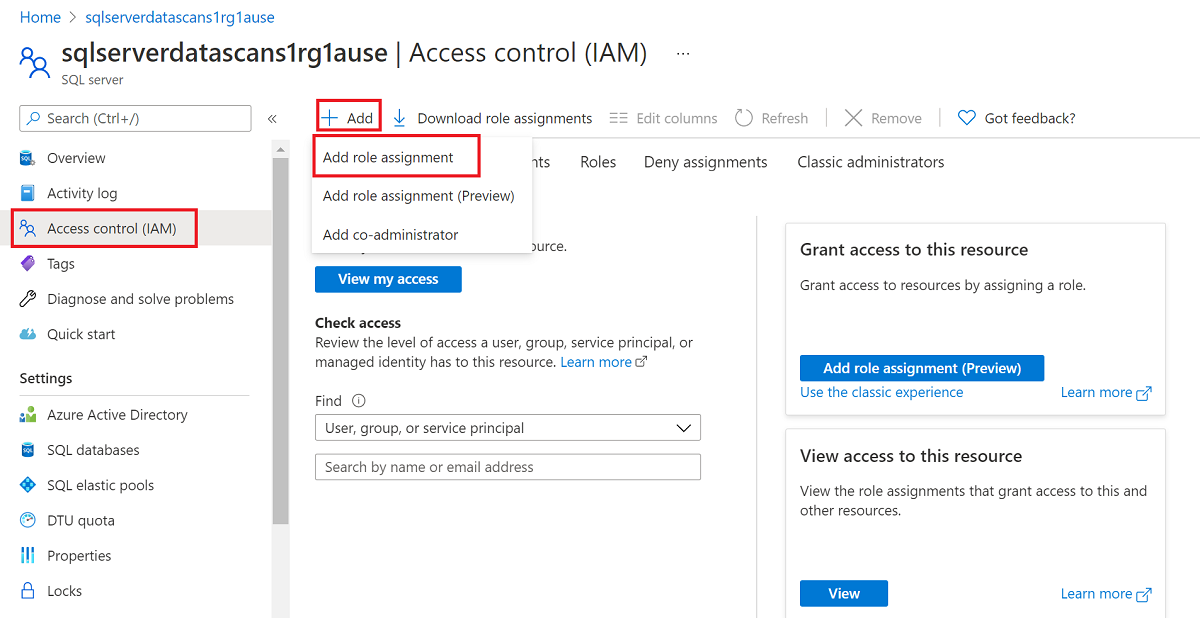 Home > sqlserverdatascans1rg1ause
sqlserverdatascans1rg1ause | Access control (IAM) ...
SQL server
Search (Ctrl+/)
«
Overview
Activity log
Access control (IAM)
Tags
Diagnose and solve problems
Quick start
Settings
Azure Active Directory
SQL databases
SQL elastic pools
DTU quota
Properties
Locks
+ Add
Download role assignments
Edit columns
Refresh
Remove
Got feedback?
Add role assignment
Add role assignment (Preview)
Add co-administrator
nts
Roles
Deny assignments
Classic administrators
ource.
View my access
Check access
Review the level of access a user, group, service principal, or
managed identity has to this resource. Learn more
Find
User, group, or service principal
Search by name or email address
Grant access to this resource
Grant access to resources by assigning a role.
Add role assignment (Preview)
Use the classic experience
Learn more
View access to this resource
View the role assignments that grant access to this and
other resources.
View
Learn more